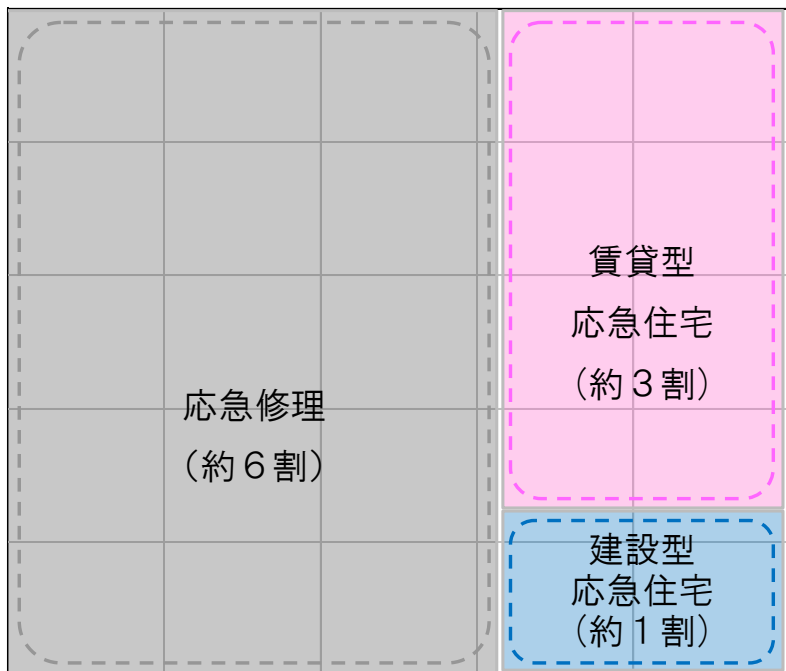 応急修理
（約６割）
賃貸型
応急住宅
（約３割）
建設型
応急住宅
（約１割）